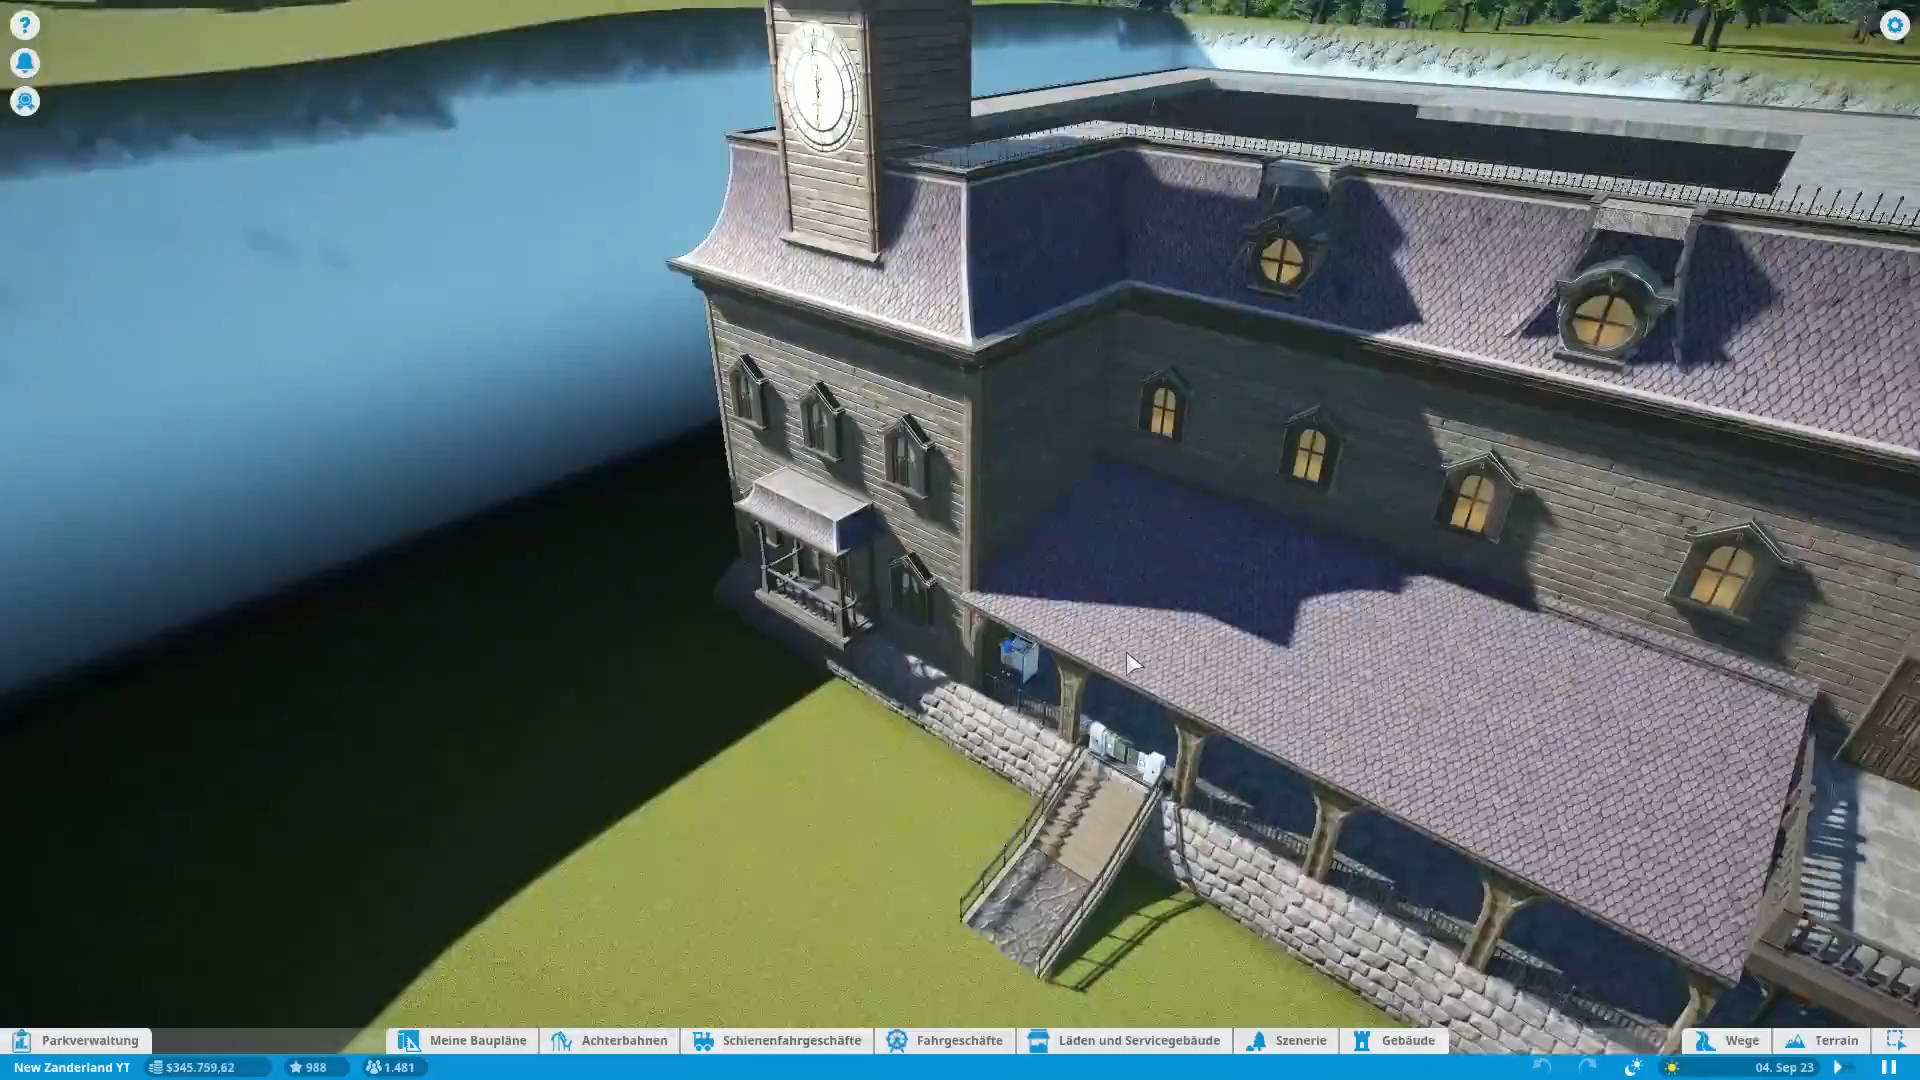 ?
Parkverwaltung
Meine Baupläne
Achterbahnen
Schienenfahrgeschäfte
Fahrgeschäfte
Läden und Servicegebäude
Szenerie
Gebäude
Wege
Terrain
New Zanderland YT
$345.759,62
988
1.481
04. Sep 23